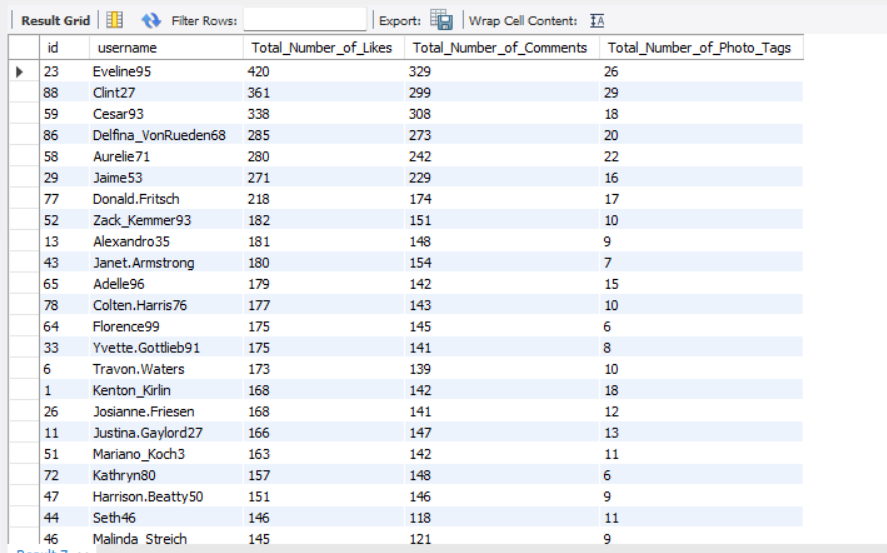 Result Grid Filter Rows: Export: Wrap Cell Content: IA
id username Total_Number_of_Likes Total_Number_of_Comments Total_Number_of_Photo_Tags
23 Eveline95 420 329 26
88 Clint27 361 299 29
59 Cesar93 338 308 18
86 Delfina_VonRueden68 285 273 20
58 Aurelie71 280 242 22
29 Jaime53 271 229 16
77 Donald.Fritsch 218 174 17
52 Zack_Kemmer93 182 151 10
13 Alexandro35 181 148 9
43 Janet.Armstrong 180 154 7
65 Adelle96 179 142 15
78 Colten.Harris76 177 143 10
64 Florence99 175 145 6
33 Yvette.Gottlieb91 175 141 8
6 Travon.Waters 173 139 10
1 Kenton_Kirlin 168 142 18
26 Josianne.Friesen 168 141 12
11 Justina.Gaylord27 166 147 13
51 Mariano_Koch3 163 142 11
72 Kathryn80 157 148 6
47 Harrison.Beatty50 151 146 9
44 Seth46 146 118 11
46 Malinda_Streich 145 121 9
Result 7